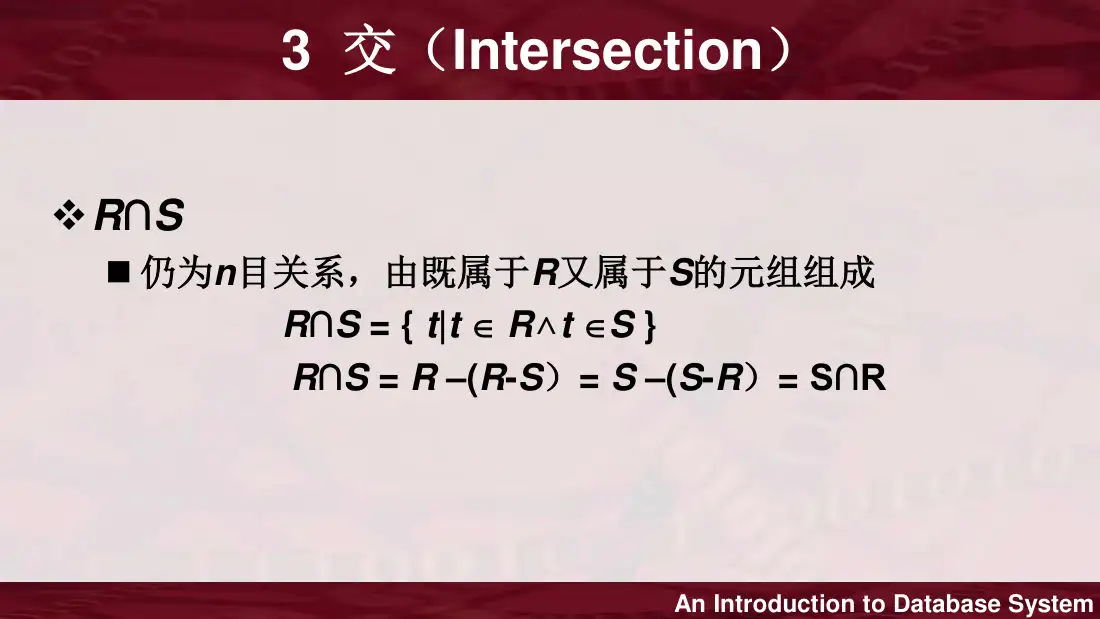 3 交（Intersection）
❖ R∩S
■ 仍为n目关系，由既属于R又属于S的元组组成
R∩S = { t|t ∈ R∧t ∈S }
R∩S = R –(R-S）= S –(S-R）= S∩R
An Introduction to Database System